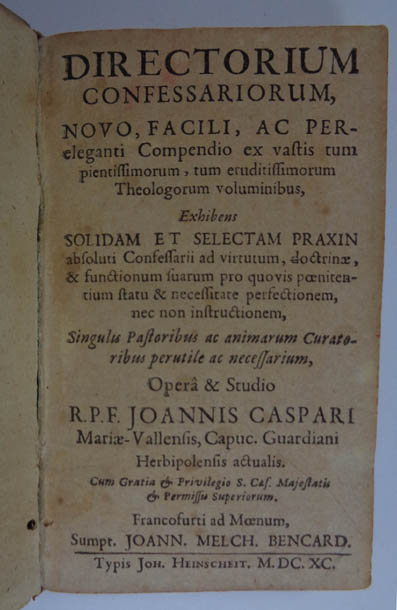 DIRECTORIUM
CONFESSARIORUM,
NOVO, FACILI, AC PER-
eleganti Compendio ex vastis tum
pientissimorum, tum eruditissimorum
Theologorum voluminibus,
Exhibens
SOLIDAM ET SELECTAM PRAXIN
absoluti Confessarii ad virtutum, doctrinæ,
& functionum suarum pro quovis pœniten-
tium statu & necessitate perfectionem,
nec non instructionem,
Singulis Pastoribus ac animarum Curato-
ribus perutile ac necessarium,
Operâ & Studio
R.P.F. JOANNIS CASPARI
Mariæ-Vallensis, Capuc. Guardiani
Herbipolensis actualis.
Cum Gratia & Privilegio S. Cæs. Majestatis
& Permissu Superiorum.
Francofurti ad Mœnum,
Sumpt. JOANN. MELCH. BENCARD.
Typis JOH. HEINSCHEIT. M.DC.XC.